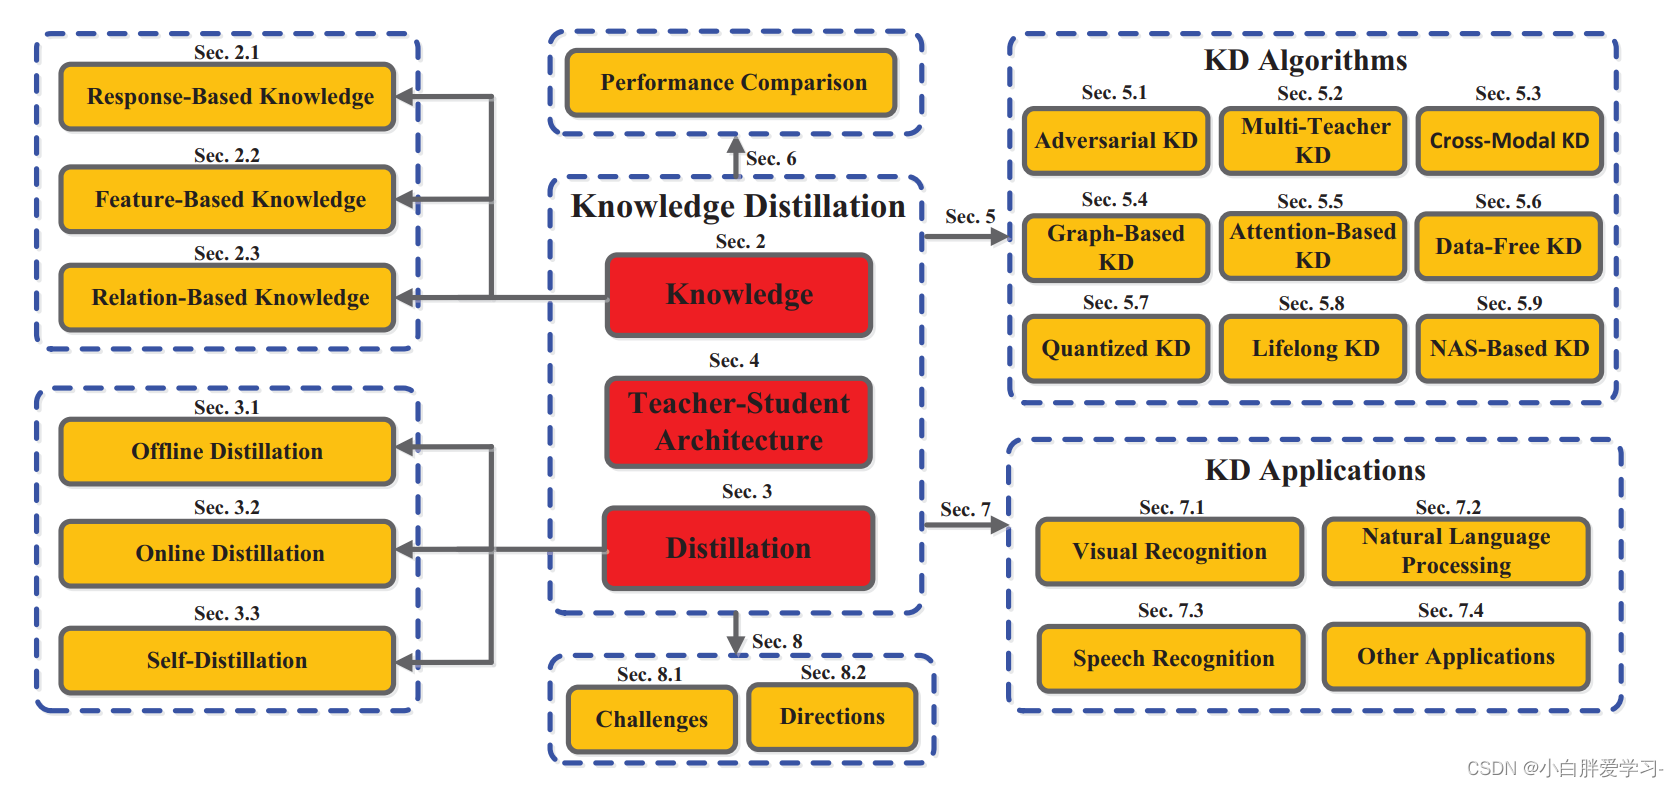 Sec. 2.1
Response-Based Knowledge
Sec. 2.2
Feature-Based Knowledge
Sec. 2.3
Relation-Based Knowledge
Sec. 3.1
Offline Distillation
Sec. 3.2
Online Distillation
Sec. 3.3
Self-Distillation
Performance Comparison
Sec. 6
Knowledge Distillation
Sec. 2
Knowledge
Sec. 4
Teacher-Student
Architecture
Sec. 3
Distillation
Sec. 8
Sec. 8.1
Challenges
Sec. 8.2
Directions
Sec. 5
KD Algorithms
Sec. 5.1
Adversarial KD
Sec. 5.2
Multi-Teacher
KD
Sec. 5.3
Cross-Modal KD
Sec. 5.4
Graph-Based
KD
Sec. 5.5
Attention-Based
KD
Sec. 5.6
Data-Free KD
Sec. 5.7
Quantized KD
Sec. 5.8
Lifelong KD
Sec. 5.9
NAS-Based KD
Sec. 7
KD Applications
Sec. 7.1
Visual Recognition
Sec. 7.2
Natural Language
Processing
Sec. 7.3
Speech Recognition
Sec. 7.4
Other Applications
CSDN @小白胖爱学习-